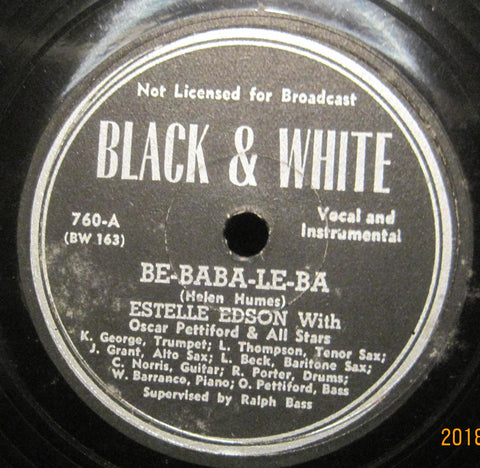 Not Licensed for Broadcast
BLACK & WHITE
760-A
(BW 163)
Vocal and
Instrumental
BE-BABA-LE-BA
(Helen Humes)
ESTELLE EDSON With
Oscar Pettiford & All Stars
K. George, Trumpet; L. Thompson, Tenor Sax;
J. Grant, Alto Sax; L. Beck, Baritone Sax;
C. Norris, Guitar; R. Porter, Drums;
W. Barranco, Piano; O. Pettiford, Bass
Supervised by Ralph Bass
2018